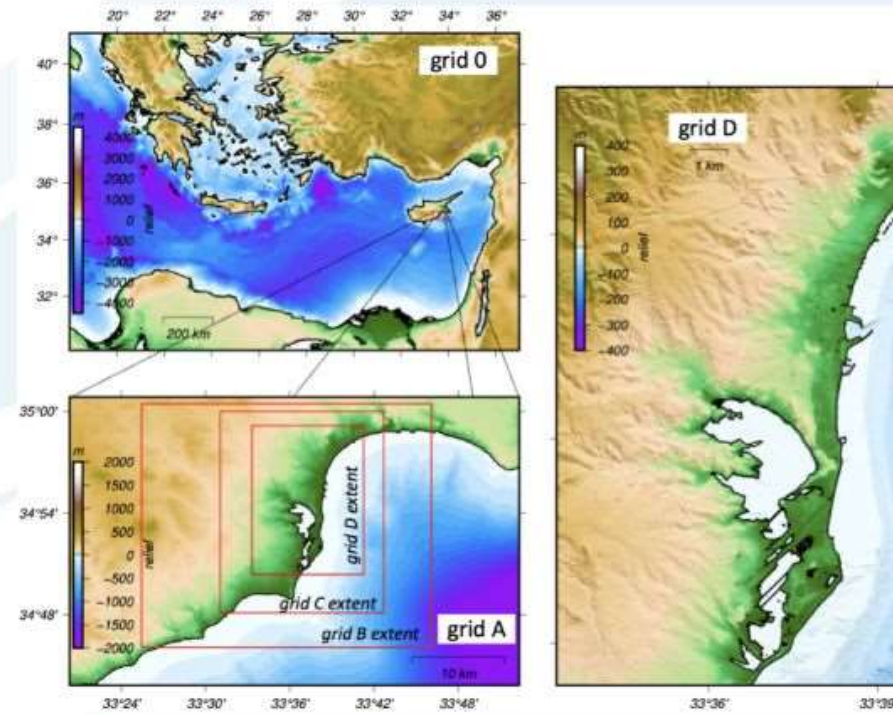 20° 22° 24° 26° 28° 30° 32° 34° 36°
grid 0
40°
38°
36°
34°
32°
m
4000
3000
2000
1000
0
−1000
−2000
−3000
−4000
relief
200 km
35°00'
34°54'
34°48'
m
2000
1500
1000
500
0
−500
−1000
−1500
−2000
relief
grid D extent
grid C extent
grid B extent
grid A
10 km
33°24' 33°30' 33°36' 33°42' 33°48'
grid D
1 km
m
400
300
200
100
0
−100
−200
−300
−400
relief
33°36'